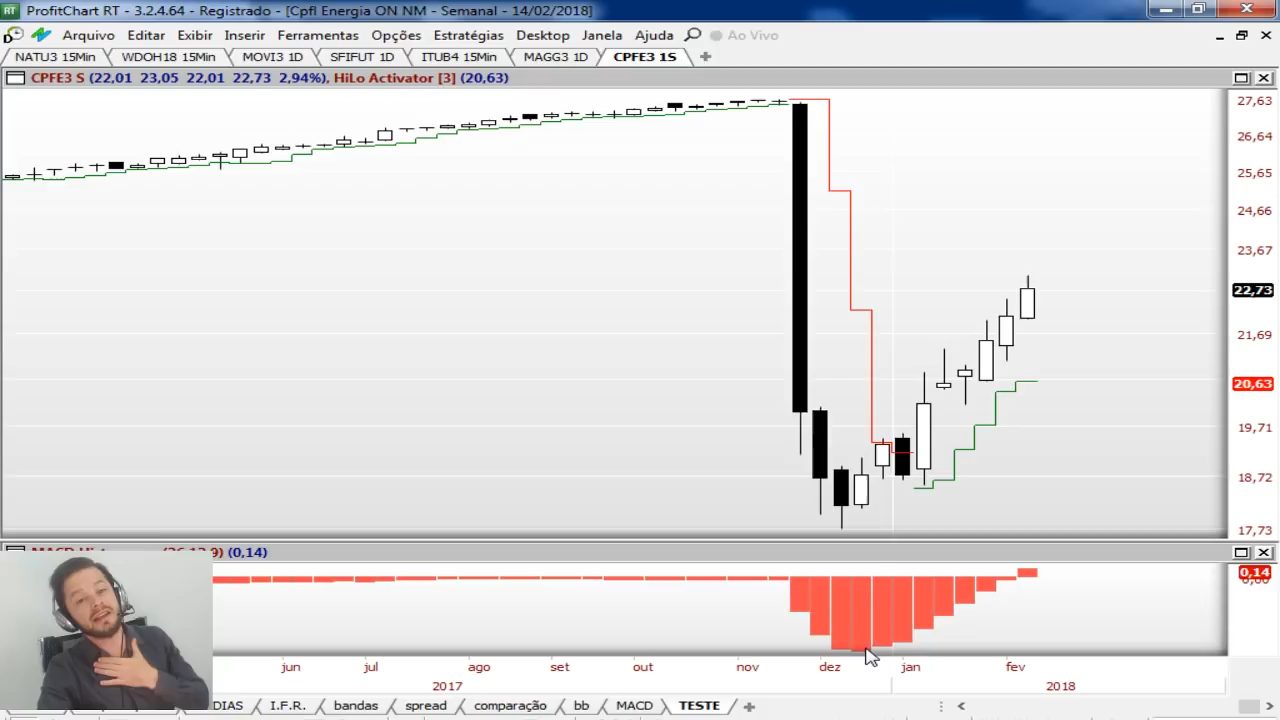 RT ProfitChart RT - 3.2.4.64 - Registrado - [Cpfl Energia ON NM - Semanal - 14/02/2018]
Arquivo Editar Exibir Inserir Ferramentas Opções Estratégias Desktop Janela Ajuda Ao Vivo
NATU3 15Min WDOH18 15Min MOVI3 1D SFIFUT 1D ITUB4 15Min MAGG3 1D CPFE3 1S
CPFE3 S (22,01 23,05 22,01 22,73 2,94%), HiLo Activator [3] (20,63)
27,63
26,64
25,65
24,66
23,67
22,73
21,69
20,63
19,71
18,72
17,73
(0,14)
0,14
jun jul ago set out nov dez jan fev
2017 2018
DIAS I.F.R. bandas spread comparação bb MACD TESTE